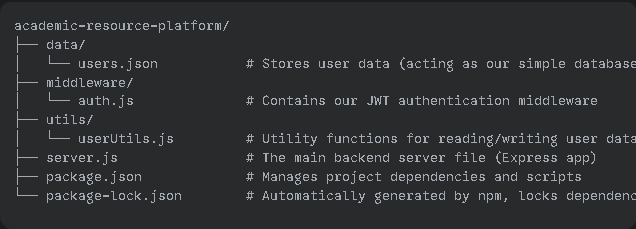 academic-resource-platform/
├── data/
│   └── users.json           # Stores user data (acting as our simple database
├── middleware/
│   └── auth.js              # Contains our JWT authentication middleware
├── utils/
│   └── userUtils.js         # Utility functions for reading/writing user data
├── server.js                # The main backend server file (Express app)
├── package.json             # Manages project dependencies and scripts
└── package-lock.json        # Automatically generated by npm, locks dependenc